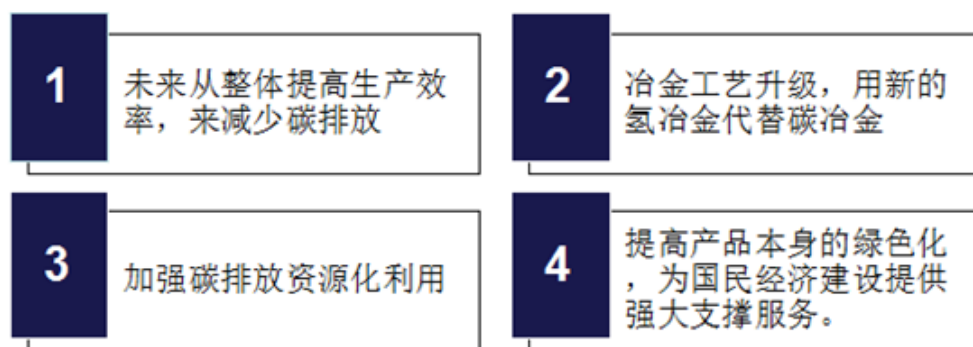 1
未来从整体提高生产效
率，来减少碳排放
2
冶金工艺升级，用新的
氢冶金代替碳冶金
3
加强碳排放资源化利用
4
提高产品本身的绿色化
，为国民经济建设提供
强大支撑服务。